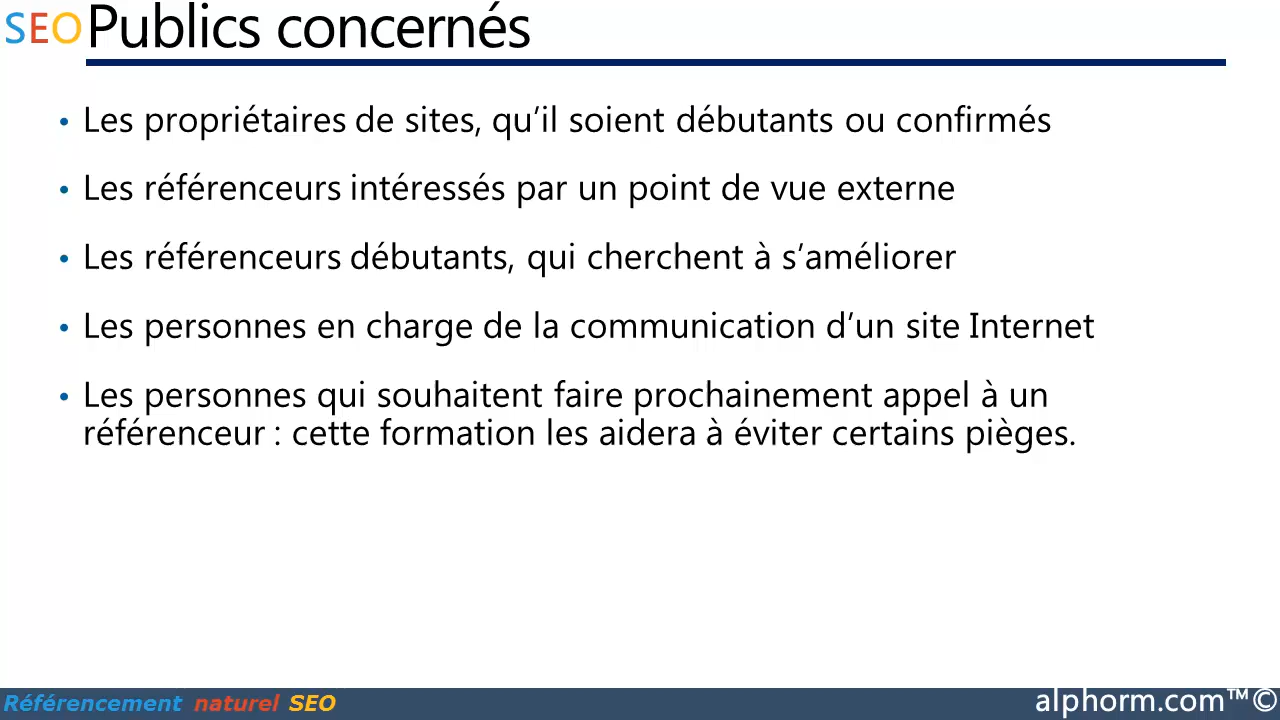 SEO Publics concernés
• Les propriétaires de sites, qu’il soient débutants ou confirmés
• Les référenceurs intéressés par un point de vue externe
• Les référenceurs débutants, qui cherchent à s’améliorer
• Les personnes en charge de la communication d’un site Internet
• Les personnes qui souhaitent faire prochainement appel à un
référenceur : cette formation les aidera à éviter certains pièges.
Référencement naturel SEO
alphorm.com™©